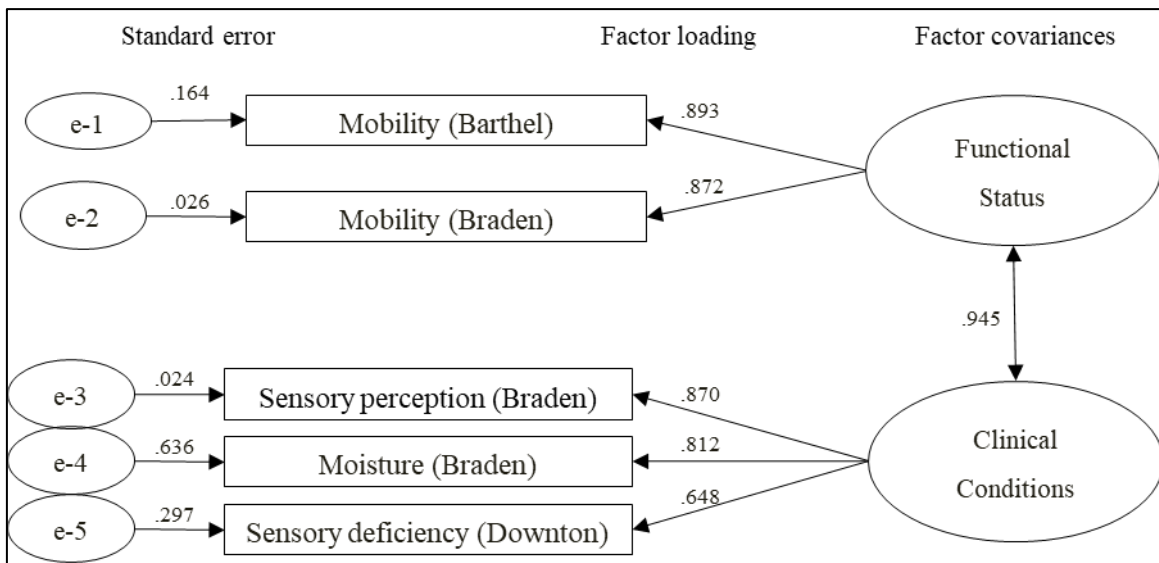 Standard error Factor loading Factor covariances
e-1 .164 Mobility (Barthel) .893
Functional
Status
e-2 .026 Mobility (Braden) .872
.945
e-3 .024 Sensory perception (Braden) .870
e-4 .636 Moisture (Braden) .812
Clinical
Conditions
e-5 .297 Sensory deficiency (Downton) .648